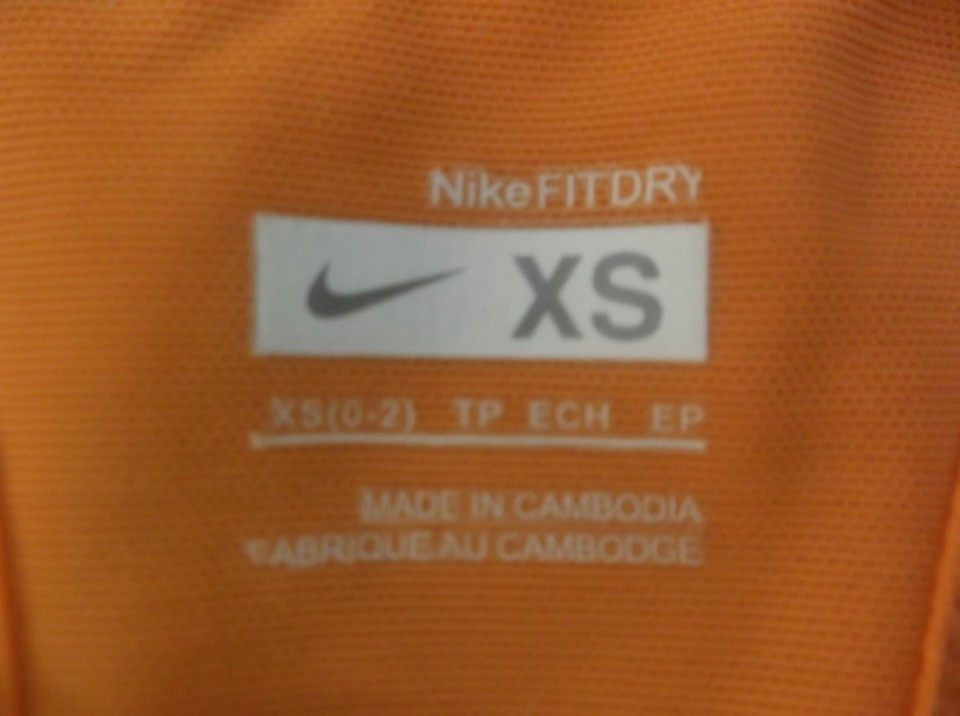 NikeFITDRY
XS
XS(0-2) TP ECH EP
MADE IN CAMBODIA
FABRIQUE AU CAMBODGE